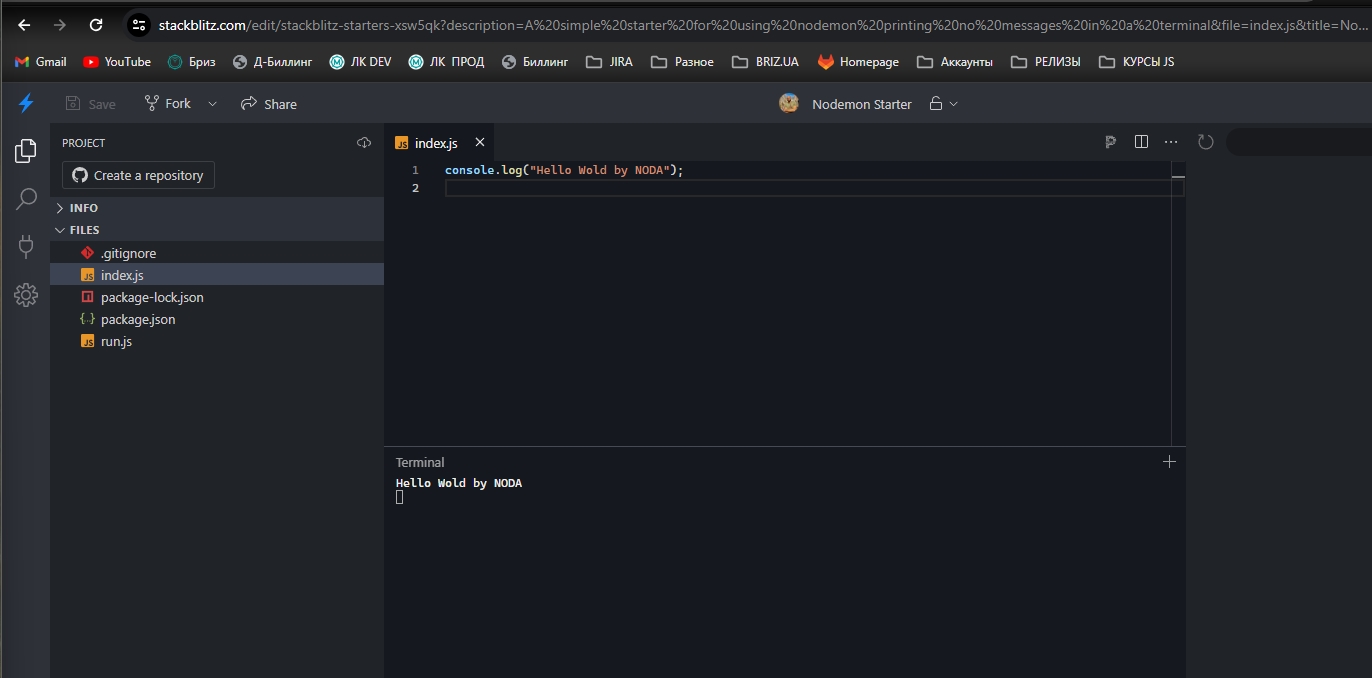 stackblitz.com/edit/stackblitz-starters-xsw5qk?description=A%20simple%20starter%20for%20using%20nodemon%20printing%20no%20messages%20in%20a%20terminal&file=index.js&title=No...
Gmail YouTube Бриз Д-Биллинг ЛК DEV ЛК ПРОД Биллинг JIRA Разное BRIZ.UA Homepage Аккаунты РЕЛИЗЫ КУРСЫ JS
Save Fork Share Nodemon Starter
PROJECT
Create a repository
INFO
FILES
.gitignore
index.js
package-lock.json
package.json
run.js
index.js
1 console.log("Hello Wold by NODA");
2
Terminal
Hello Wold by NODA